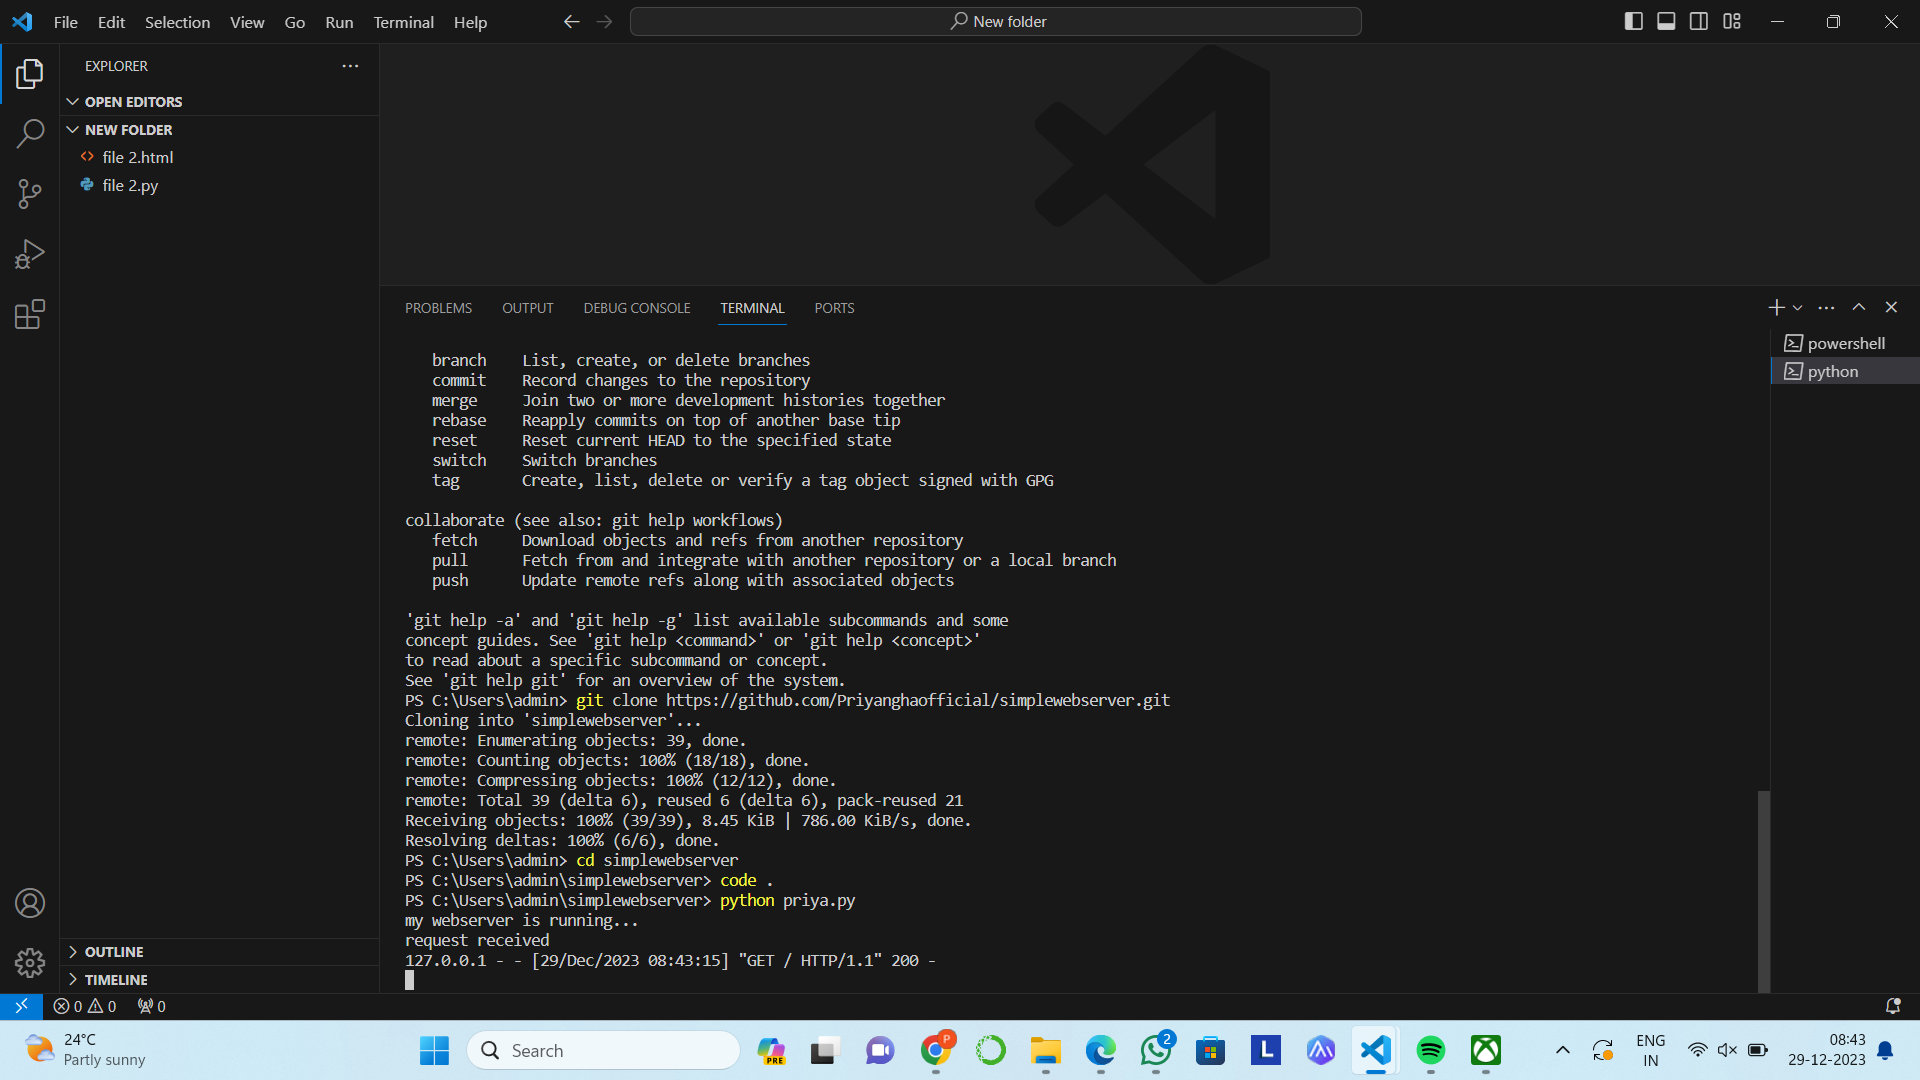 File Edit Selection View Go Run Terminal Help
New folder
EXPLORER
OPEN EDITORS
NEW FOLDER
file 2.html
file 2.py
OUTLINE
TIMELINE
PROBLEMS OUTPUT DEBUG CONSOLE TERMINAL PORTS
powershell
python
branch List, create, or delete branches
commit Record changes to the repository
merge Join two or more development histories together
rebase Reapply commits on top of another base tip
reset Reset current HEAD to the specified state
switch Switch branches
tag Create, list, delete or verify a tag object signed with GPG
collaborate (see also: git help workflows)
fetch Download objects and refs from another repository
pull Fetch from and integrate with another repository or a local branch
push Update remote refs along with associated objects
'git help -a' and 'git help -g' list available subcommands and some
concept guides. See 'git help <command>' or 'git help <concept>'
to read about a specific subcommand or concept.
See 'git help git' for an overview of the system.
PS C:\Users\admin> git clone https://github.com/Priyanghaofficial/simplewebserver.git
Cloning into 'simplewebserver'...
remote: Enumerating objects: 39, done.
remote: Counting objects: 100% (18/18), done.
remote: Compressing objects: 100% (12/12), done.
remote: Total 39 (delta 6), reused 6 (delta 6), pack-reused 21
Receiving objects: 100% (39/39), 8.45 KiB | 786.00 KiB/s, done.
Resolving deltas: 100% (6/6), done.
PS C:\Users\admin> cd simplewebserver
PS C:\Users\admin\simplewebserver> code .
PS C:\Users\admin\simplewebserver> python priya.py
my webserver is running...
request received
127.0.0.1 - - [29/Dec/2023 08:43:15] "GET / HTTP/1.1" 200 -
0 0 0
24°C
Partly sunny
Search
PRE
P
2
L
ENG
IN
08:43
29-12-2023